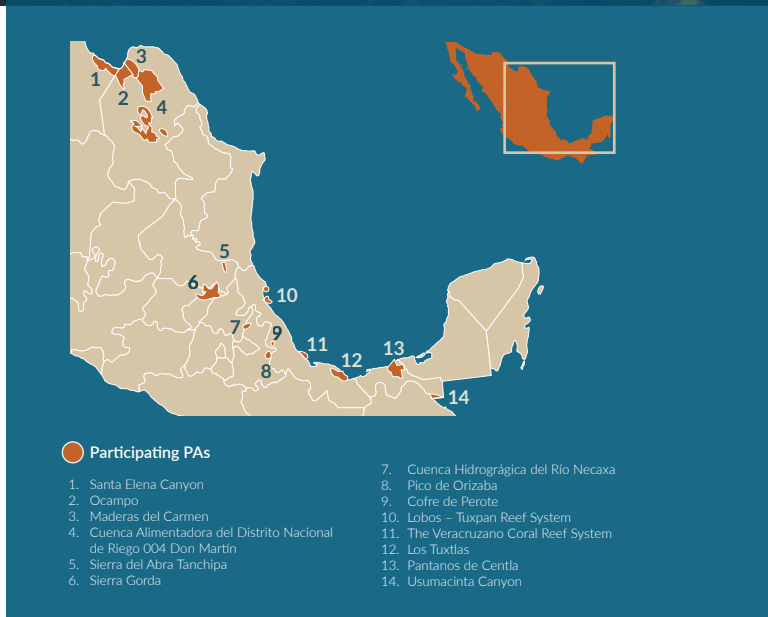 3
1
2
4
5
6
10
7
9
11
12
13
8
14
Participating PAs
1. Santa Elena Canyon
2. Ocampo
3. Maderas del Carmen
4. Cuenca Alimentadora del Distrito Nacional
de Riego 004 Don Martín
5. Sierra del Abra Tanchipa
6. Sierra Gorda
7. Cuenca Hidrográgica del Río Necaxa
8. Pico de Orizaba
9. Cofre de Perote
10. Lobos – Tuxpan Reef System
11. The Veracruzano Coral Reef System
12. Los Tuxtlas
13. Pantanos de Centla
14. Usumacinta Canyon